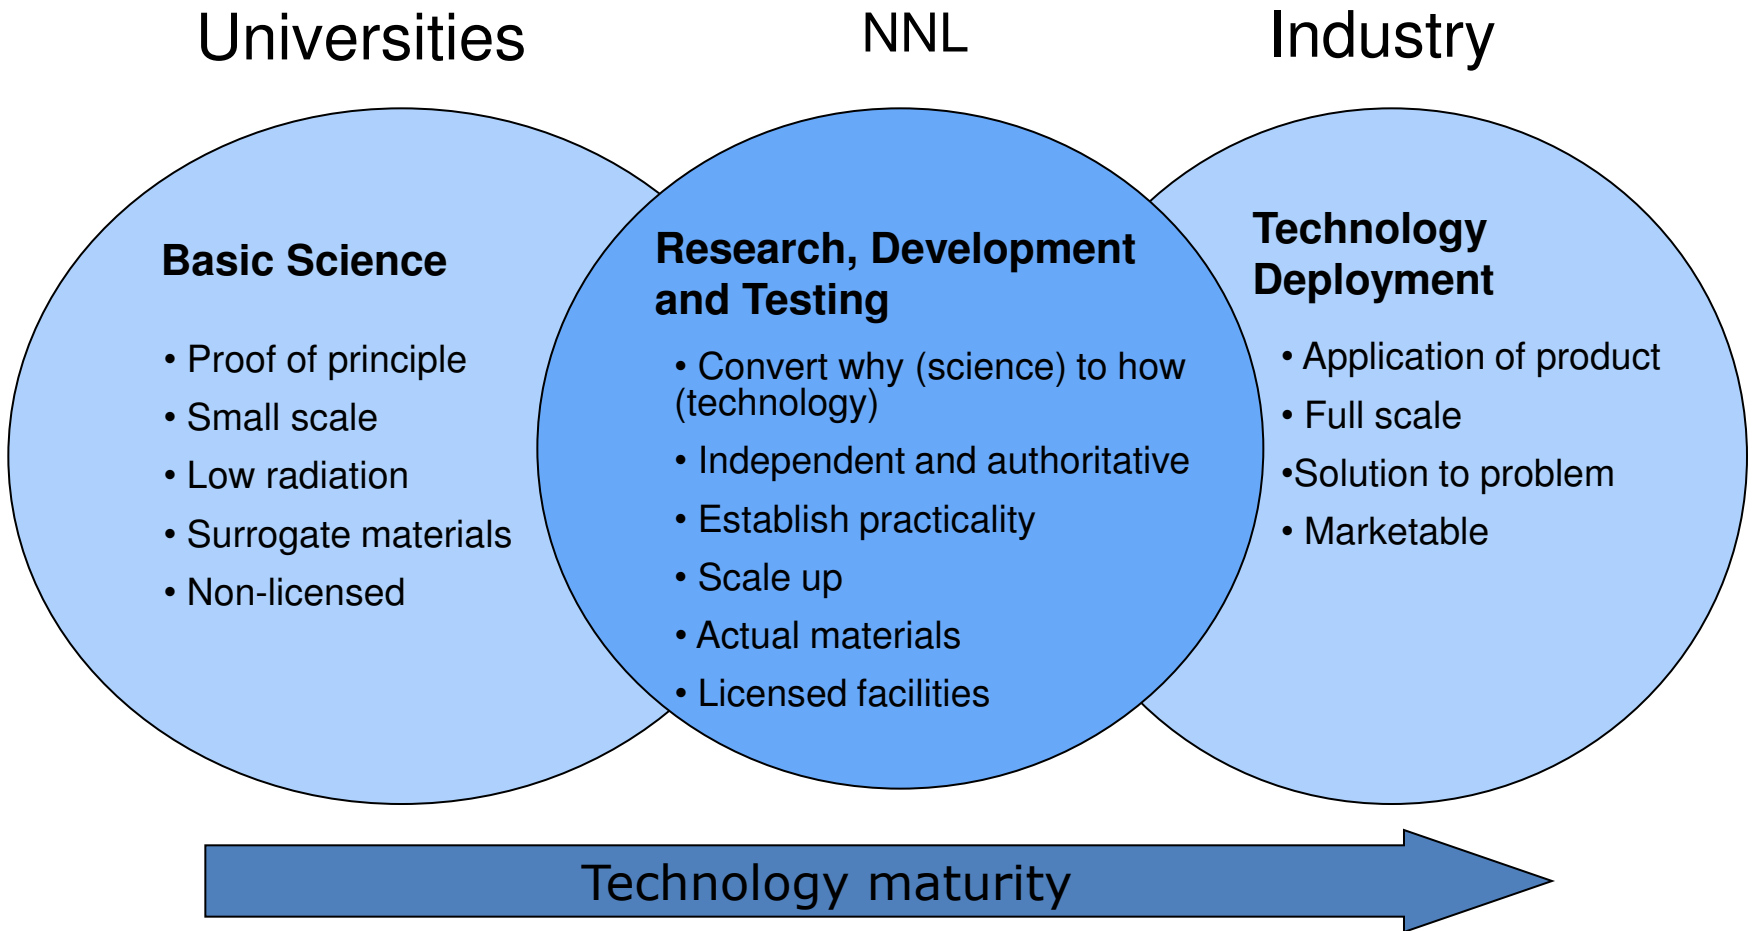 Universities
NNL
Industry
Basic Science
• Proof of principle
• Small scale
• Low radiation
• Surrogate materials
• Non-licensed
Research, Development
and Testing
• Convert why (science) to how
(technology)
• Independent and authoritative
• Establish practicality
• Scale up
• Actual materials
• Licensed facilities
Technology
Deployment
• Application of product
• Full scale
•Solution to problem
• Marketable
Technology maturity